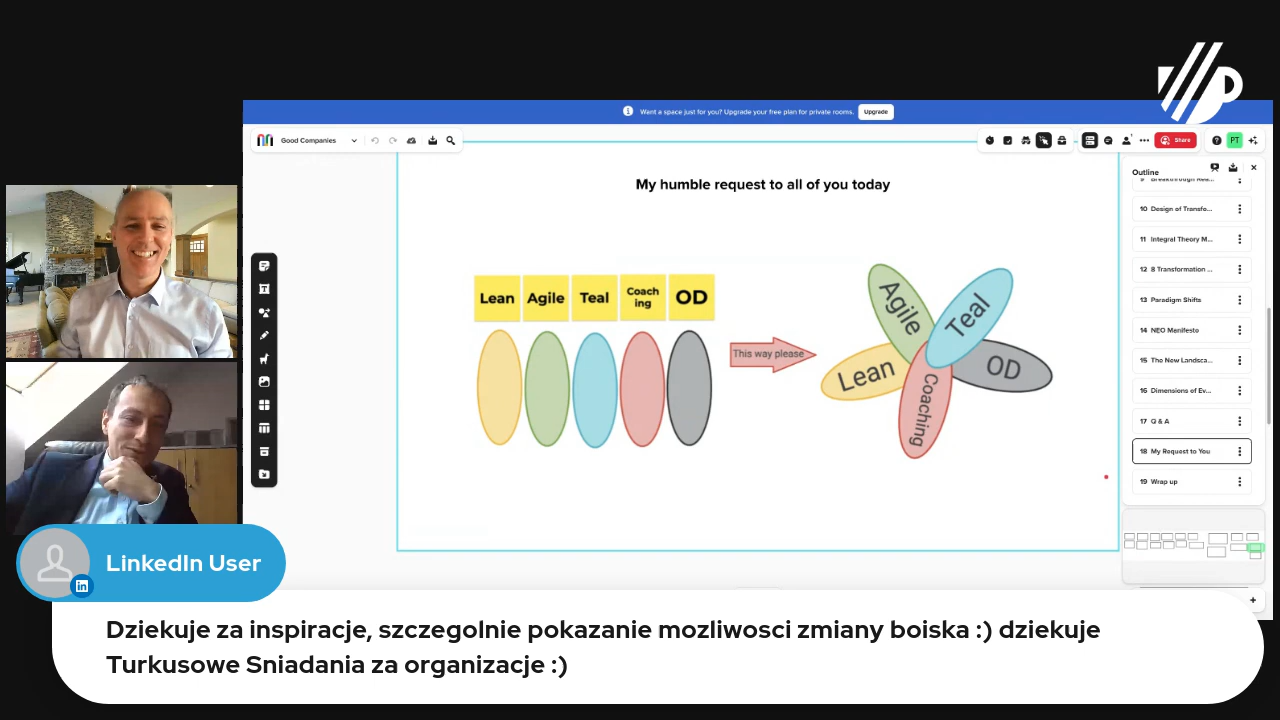 Want a space just for you? Upgrade your free plan for private rooms.
Upgrade
Good Companies
Share
PT
My humble request to all of you today
Lean
Agile
Teal
Coach
ing
OD
This way please
Agile
Teal
Lean
OD
Coaching
Outline
9 Breakthrough Rea...
10 Design of Transfo...
11 Integral Theory M...
12 8 Transformation ...
13 Paradigm Shifts
14 NEO Manifesto
15 The New Landsca...
16 Dimensions of Ev...
17 Q & A
18 My Request to You
19 Wrap up
LinkedIn User
in
Dziekuje za inspiracje, szczegolnie pokazanie mozliwosci zmiany boiska :) dziekuje
Turkusowe Sniadania za organizacje :)